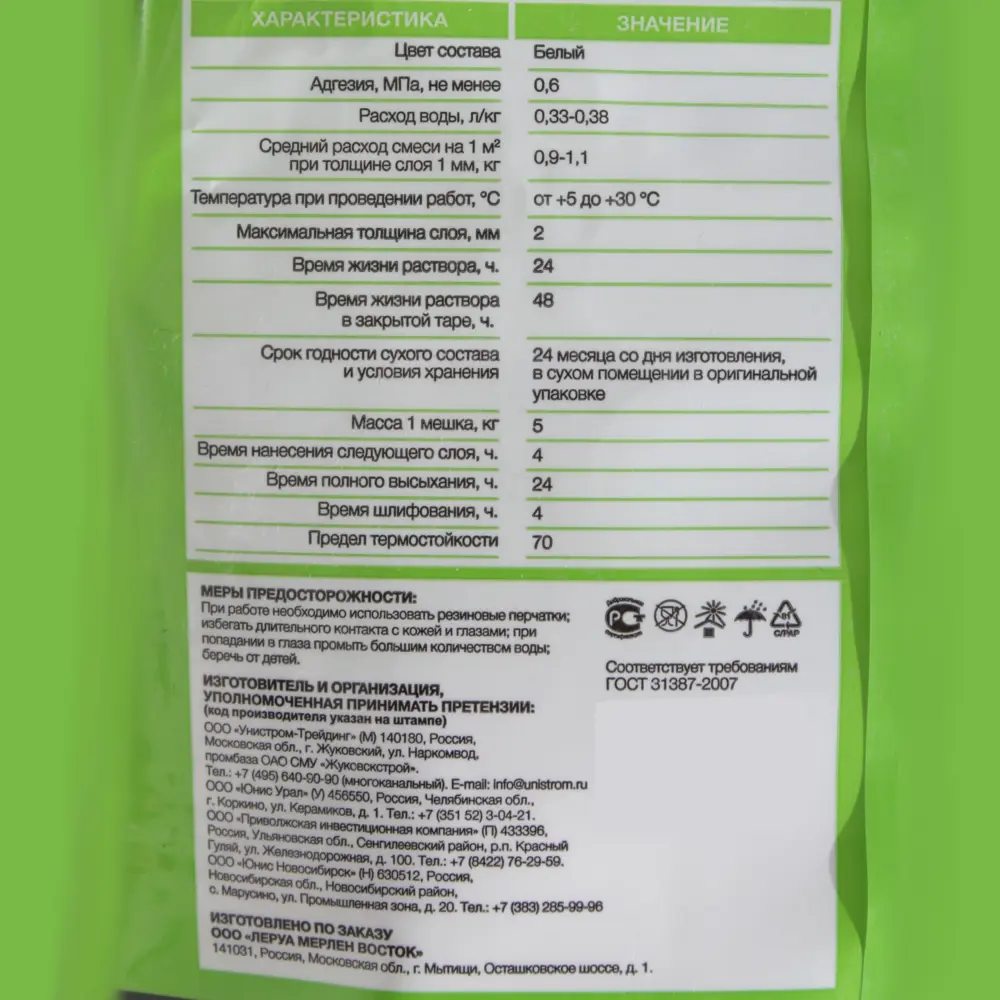 ХАРАКТЕРИСТИКА ЗНАЧЕНИЕ
Цвет состава Белый
Адгезия, МПа, не менее 0,6
Расход воды, л/кг 0,33-0,38
Средний расход смеси на 1 м²
при толщине слоя 1 мм, кг 0,9-1,1
Температура при проведении работ, °С от +5 до +30 °С
Максимальная толщина слоя, мм 2
Время жизни раствора, ч. 24
Время жизни раствора 48
в закрытой таре, ч.
Срок годности сухого состава 24 месяца со дня изготовления,
и условия хранения в сухом помещении в оригинальной
упаковке
Масса 1 мешка, кг 5
Время нанесения следующего слоя, ч. 4
Время полного высыхания, ч. 24
Время шлифования, ч. 4
Предел термостойкости 70
МЕРЫ ПРЕДОСТОРОЖНОСТИ:
При работе необходимо использовать резиновые перчатки;
избегать длительного контакта с кожей и глазами; при
попадании в глаза промыть большим количеством воды;
беречь от детей.
РСТ
81
C/PAP
Соответствует требованиям
ГОСТ 31387-2007
ИЗГОТОВИТЕЛЬ И ОРГАНИЗАЦИЯ,
УПОЛНОМОЧЕННАЯ ПРИНИМАТЬ ПРЕТЕНЗИИ:
(код производителя указан на штампе)
ООО «Унистром-Трейдинг» (М) 140180, Россия,
Московская обл., г. Жуковский, ул. Наркомвод,
промбаза ОАО СМУ «Жуковскстрой».
Тел.: +7 (495) 640-90-90 (многоканальный). E-mail: info@unistrom.ru
ООО «Юнис Урал» (У) 456550, Россия, Челябинская обл.,
г. Коркино, ул. Керамиков, д. 1. Тел.: +7 (351 52) 3-04-21.
ООО «Приволжская инвестиционная компания» (П) 433396,
Россия, Ульяновская обл., Сенгилеевский район, р.п. Красный
Гуляй, ул. Железнодорожная, д. 100. Тел.: +7 (8422) 76-29-59.
ООО «Юнис Новосибирск» (Н) 630512, Россия,
Новосибирская обл., Новосибирский район,
с. Марусино, ул. Промышленная зона, д. 20. Тел.: +7 (383) 285-99-96
ИЗГОТОВЛЕНО ПО ЗАКАЗУ
ООО «ЛЕРУА МЕРЛЕН ВОСТОК»
141031, Россия, Московская обл., г. Мытищи, Осташковское шоссе, д. 1.